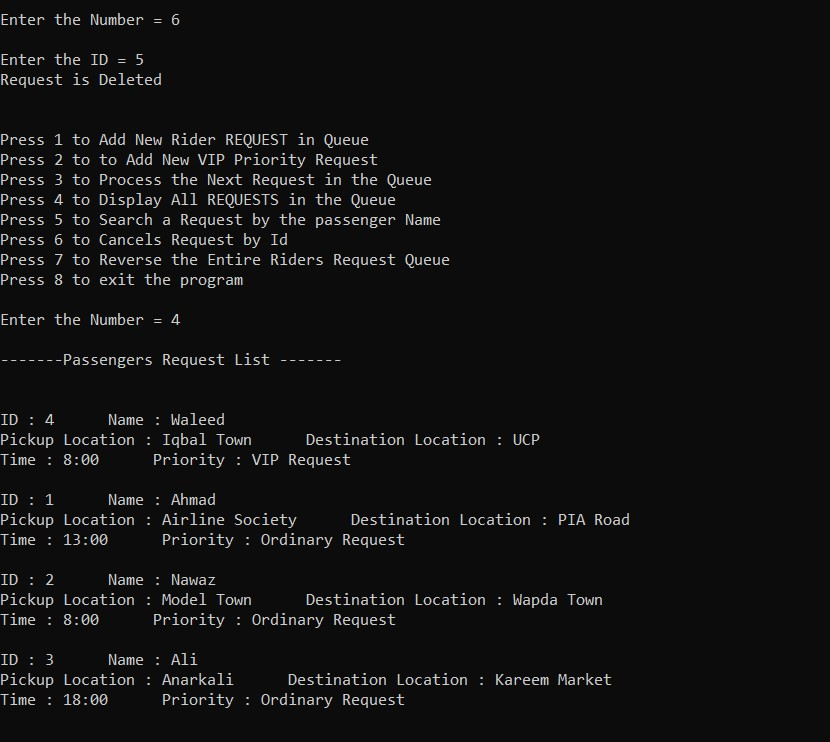 Enter the Number = 6
Enter the ID = 5
Request is Deleted
Press 1 to Add New Rider REQUEST in Queue
Press 2 to to Add New VIP Priority Request
Press 3 to Process the Next Request in the Queue
Press 4 to Display All REQUESTS in the Queue
Press 5 to Search a Request by the passenger Name
Press 6 to Cancels Request by Id
Press 7 to Reverse the Entire Riders Request Queue
Press 8 to exit the program
Enter the Number = 4
-------Passengers Request List -------
ID : 4      Name : Waleed
Pickup Location : Iqbal Town      Destination Location : UCP
Time : 8:00      Priority : VIP Request
ID : 1      Name : Ahmad
Pickup Location : Airline Society      Destination Location : PIA Road
Time : 13:00      Priority : Ordinary Request
ID : 2      Name : Nawaz
Pickup Location : Model Town      Destination Location : Wapda Town
Time : 8:00      Priority : Ordinary Request
ID : 3      Name : Ali
Pickup Location : Anarkali      Destination Location : Kareem Market
Time : 18:00      Priority : Ordinary Request